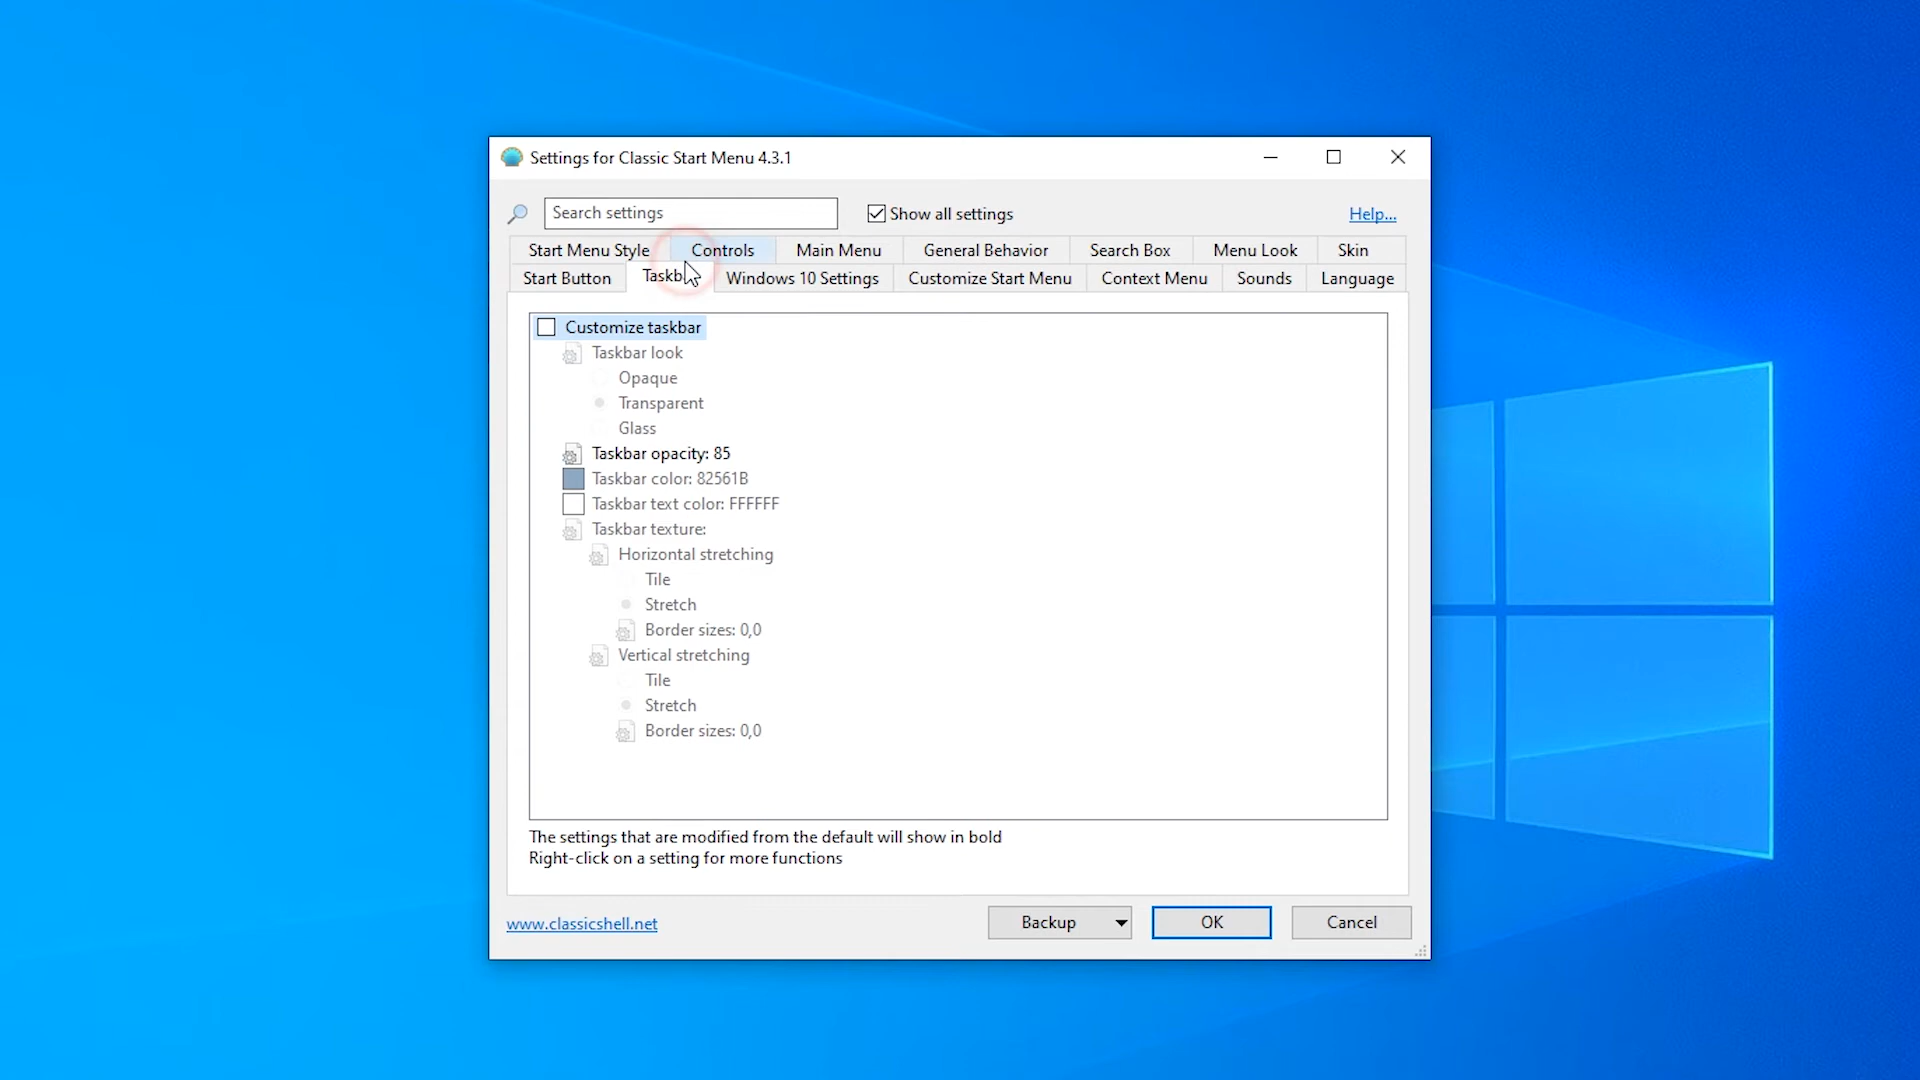 Settings for Classic Start Menu 4.3.1
Search settings
Show all settings
Help...
Start Menu Style Controls Main Menu General Behavior Search Box Menu Look Skin
Start Button Windows 10 Settings Customize Start Menu Context Menu Sounds Language
Customize taskbar
Taskbar look
Opaque
Transparent
Glass
Taskbar opacity: 85
Taskbar color: 82561B
Taskbar text color: FFFFFF
Taskbar texture:
Horizontal stretching
Tile
Stretch
Border sizes: 0,0
Vertical stretching
Tile
Stretch
Border sizes: 0,0
The settings that are modified from the default will show in bold
Right-click on a setting for more functions
www.classicshell.net
Backup OK Cancel